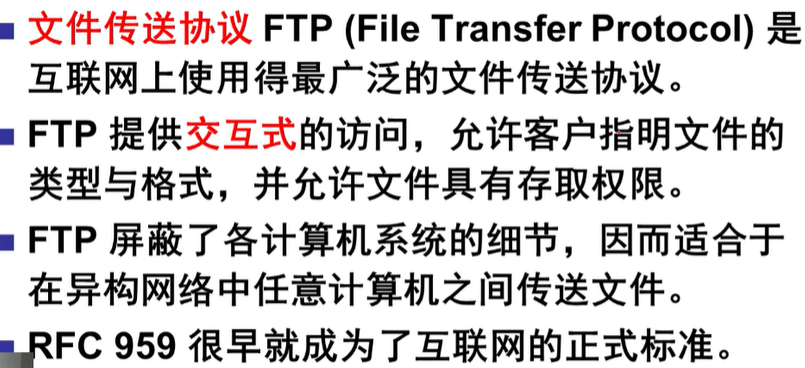 文件传送协议 FTP (File Transfer Protocol) 是
互联网上使用得最广泛的文件传送协议。
FTP 提供交互式的访问，允许客户指明文件的
类型与格式，并允许文件具有存取权限。
FTP 屏蔽了各计算机系统的细节，因而适合于
在异构网络中任意计算机之间传送文件。
RFC 959 很早就成为了互联网的正式标准。